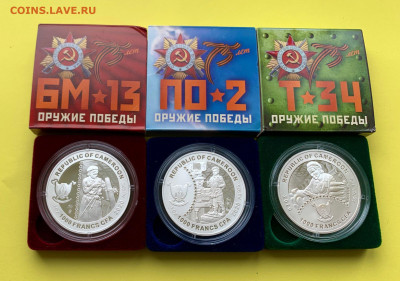 COINS.LAVE.RU
75 лет
БМ★13
ОРУЖИЕ ПОБЕДЫ
75 лет
ПО★2
ОРУЖИЕ ПОБЕДЫ
75 лет
Т★34
ОРУЖИЕ ПОБЕДЫ
REPUBLIC OF CAMEROON
1000 FRANCS CFA
REPUBLIC OF CAMEROON
1000 FRANCS CFA
REPUBLIC OF CAMEROON
1000 FRANCS CFA